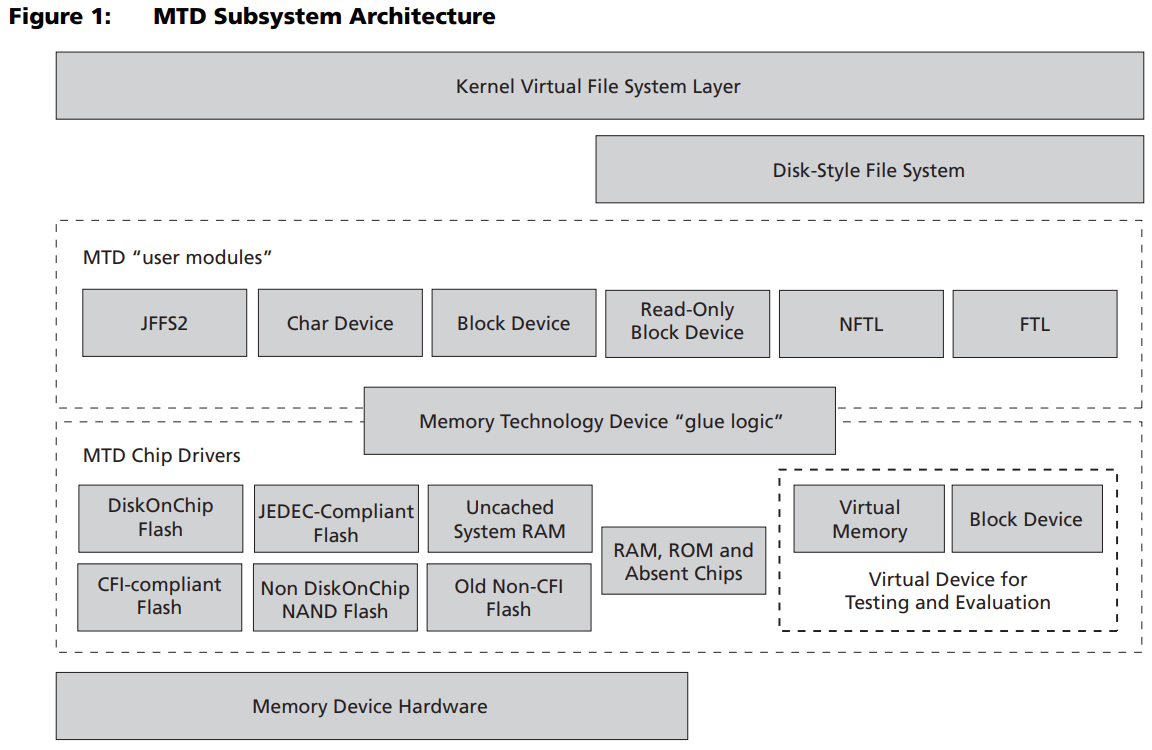 Figure 1: MTD Subsystem Architecture
Kernel Virtual File System Layer
Disk-Style File System
MTD “user modules”
JFFS2
Char Device
Block Device
Read-Only
Block Device
NFTL
FTL
Memory Technology Device “glue logic”
MTD Chip Drivers
DiskOnChip
Flash
JEDEC-Compliant
Flash
Uncached
System RAM
RAM, ROM and
Absent Chips
Virtual
Memory
Block Device
CFI-compliant
Flash
Non DiskOnChip
NAND Flash
Old Non-CFI
Flash
Virtual Device for
Testing and Evaluation
Memory Device Hardware